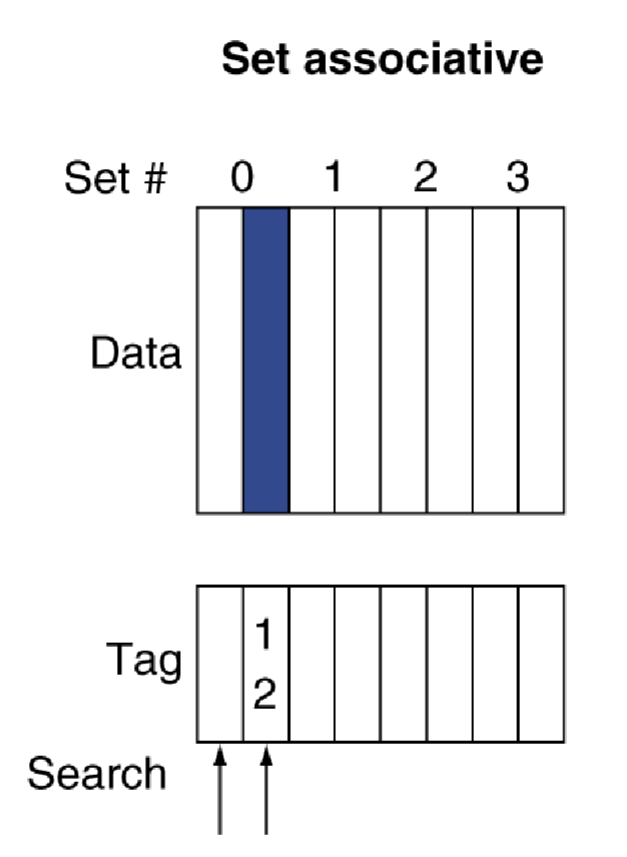 Set associative
Set # 0 1 2 3
Data
Tag
1
2
Search